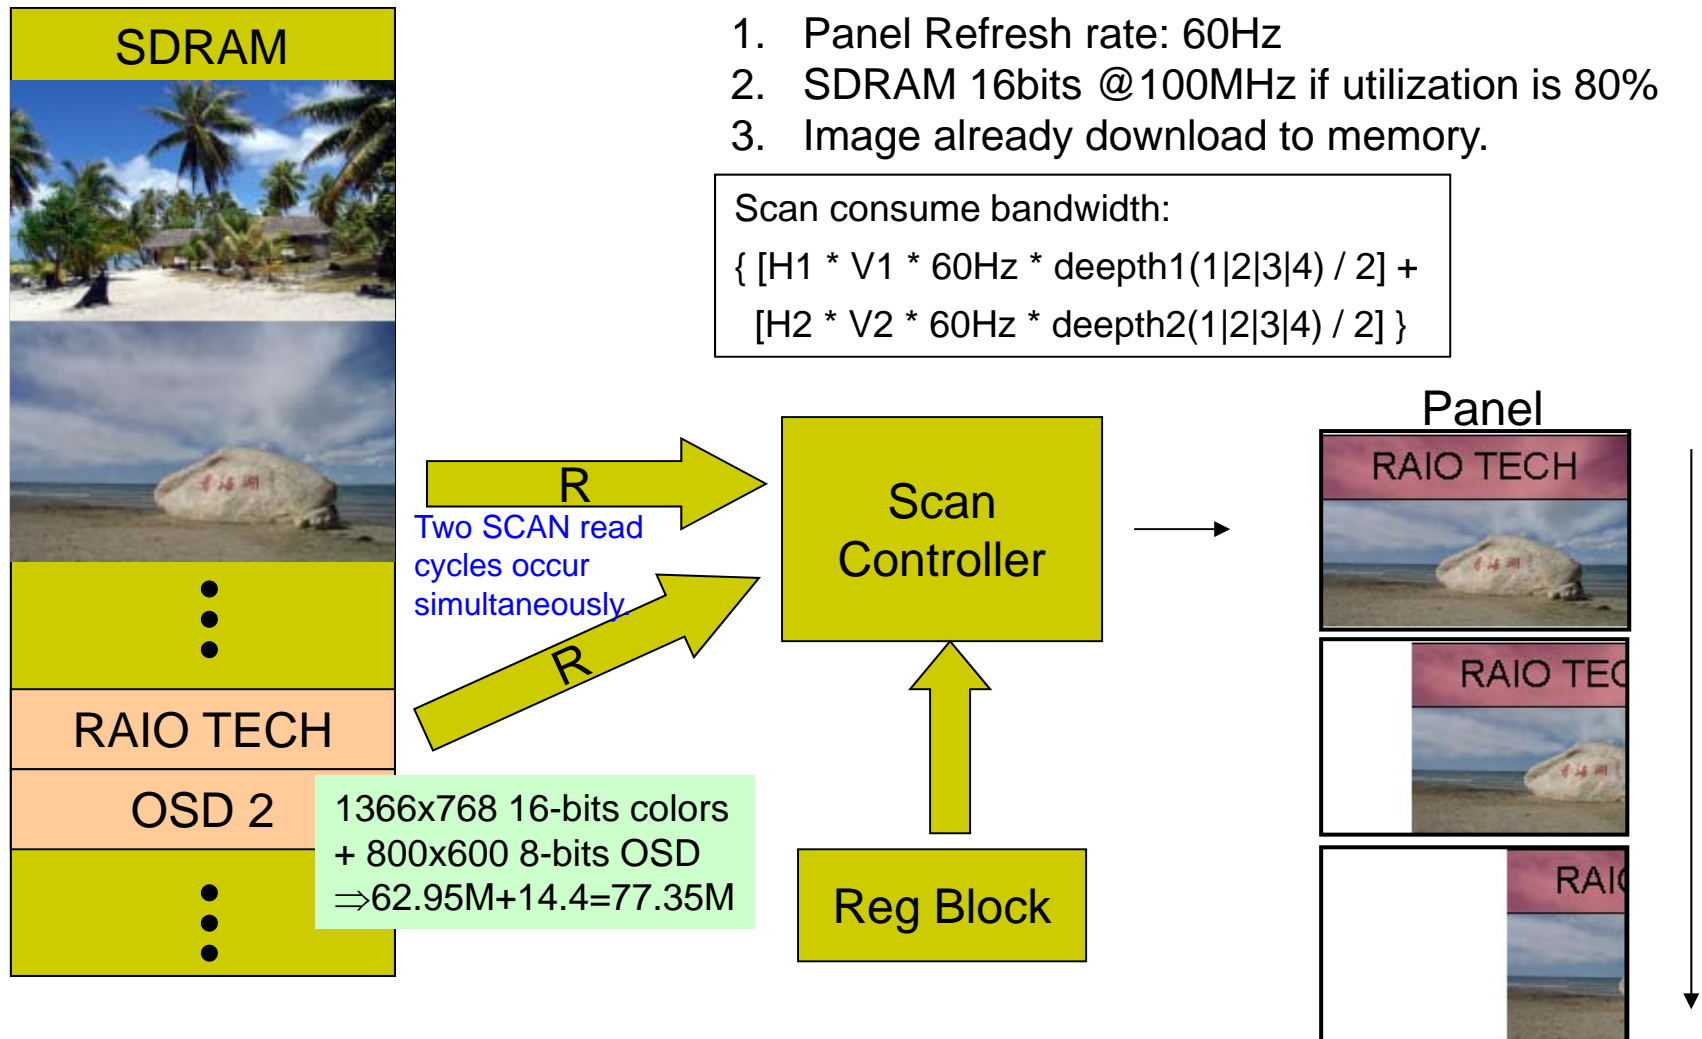 SDRAM
1. Panel Refresh rate: 60Hz
2. SDRAM 16bits @100MHz if utilization is 80%
3. Image already download to memory.
Scan consume bandwidth:
{ [H1 * V1 * 60Hz * deepth1(1|2|3|4) / 2] +
[H2 * V2 * 60Hz * deepth2(1|2|3|4) / 2] }
R
Two SCAN read
cycles occur
simultaneously.
R
Scan
Controller
Panel
RAIO TECH
RAIO TEC
RAI
RAIO TECH
OSD 2
1366x768 16-bits colors
+ 800x600 8-bits OSD
⇒62.95M+14.4=77.35M
Reg Block